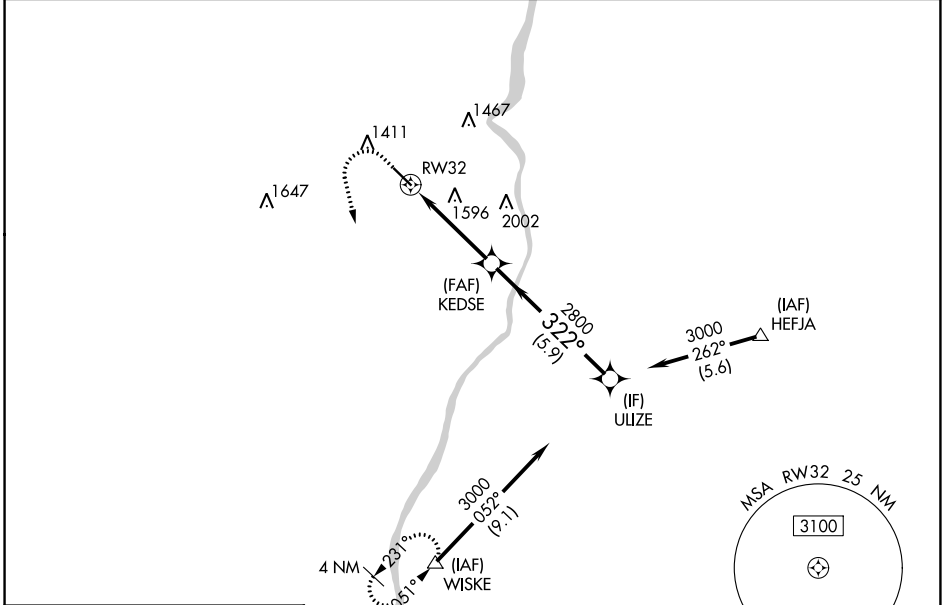 1467
1411
RW32
1647
1596
2002
(FAF)
KEDSE
2800
322°
(5.9)
(IAF)
HEFJA
3000
262°
(5.6)
(IF)
ULIZE
3000
052°
(9.1)
MSA RW32 25 NM
3100
4 NM
231°
051°
(IAF)
WISKE